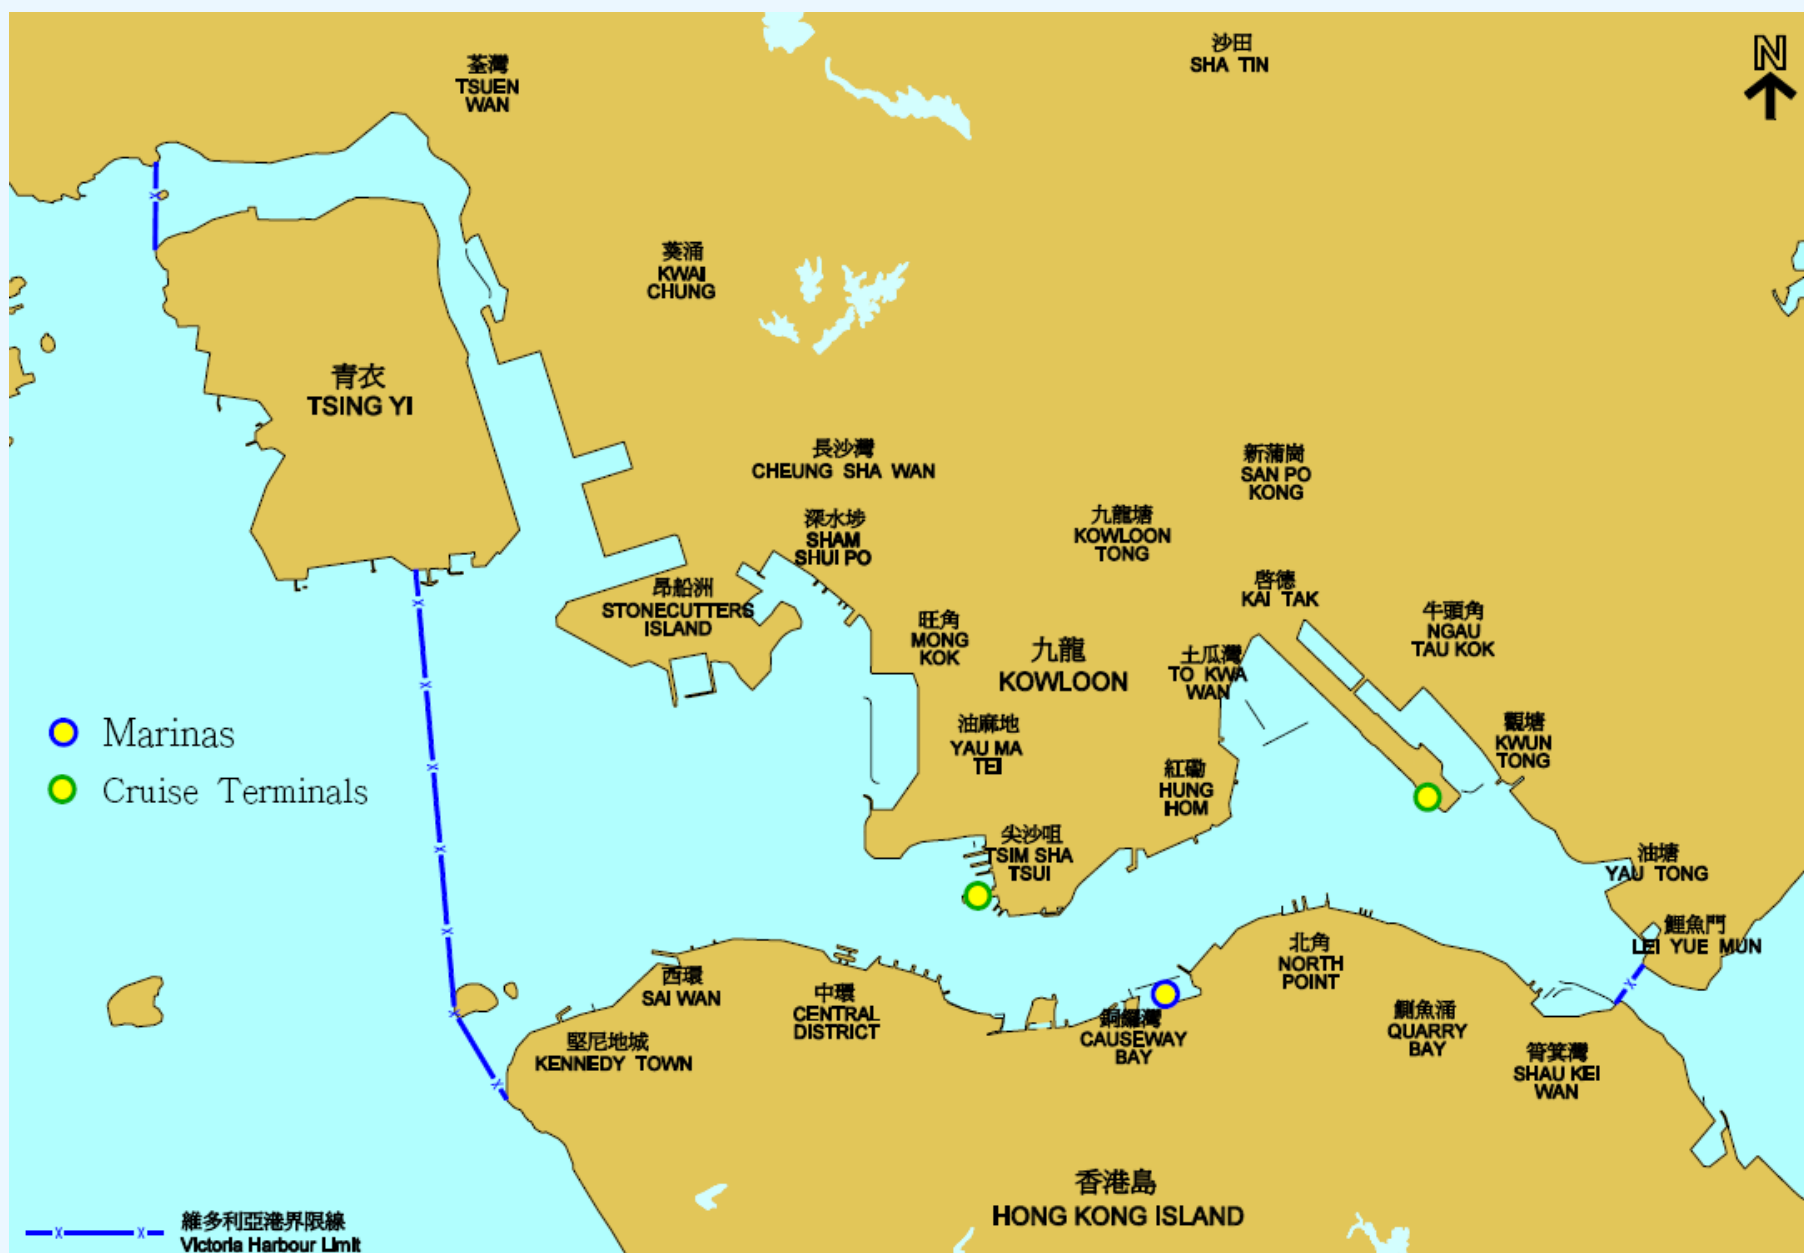 沙田
SHA TIN
N
荃灣
TSUEN
WAN
葵涌
KWAI
CHUNG
青衣
TSING YI
長沙灣
CHEUNG SHA WAN
新蒲崗
SAN PO
KONG
深水埗
SHAM
SHUI PO
九龍塘
KOWLOON
TONG
昂船洲
STONECUTTERS
ISLAND
啓德
KAI TAK
旺角
MONG
KOK
九龍
KOWLOON
土瓜灣
TO KWA
WAN
牛頭角
NGAU
TAU KOK
油麻地
YAU MA
TEI
紅磡
HUNG
HOM
觀塘
KWUN
TONG
Marinas
Cruise Terminals
尖沙咀
TSIM SHA
TSUI
油塘
YAU TONG
鯉魚門
LEI YUE MUN
西環
SAI WAN
中環
CENTRAL
DISTRICT
北角
NORTH
POINT
堅尼地城
KENNEDY TOWN
銅鑼灣
CAUSEWAY
BAY
鰂魚涌
QUARRY
BAY
筲箕灣
SHAU KEI
WAN
香港島
HONG KONG ISLAND
維多利亞港界限線
Victoria Harbour Limit